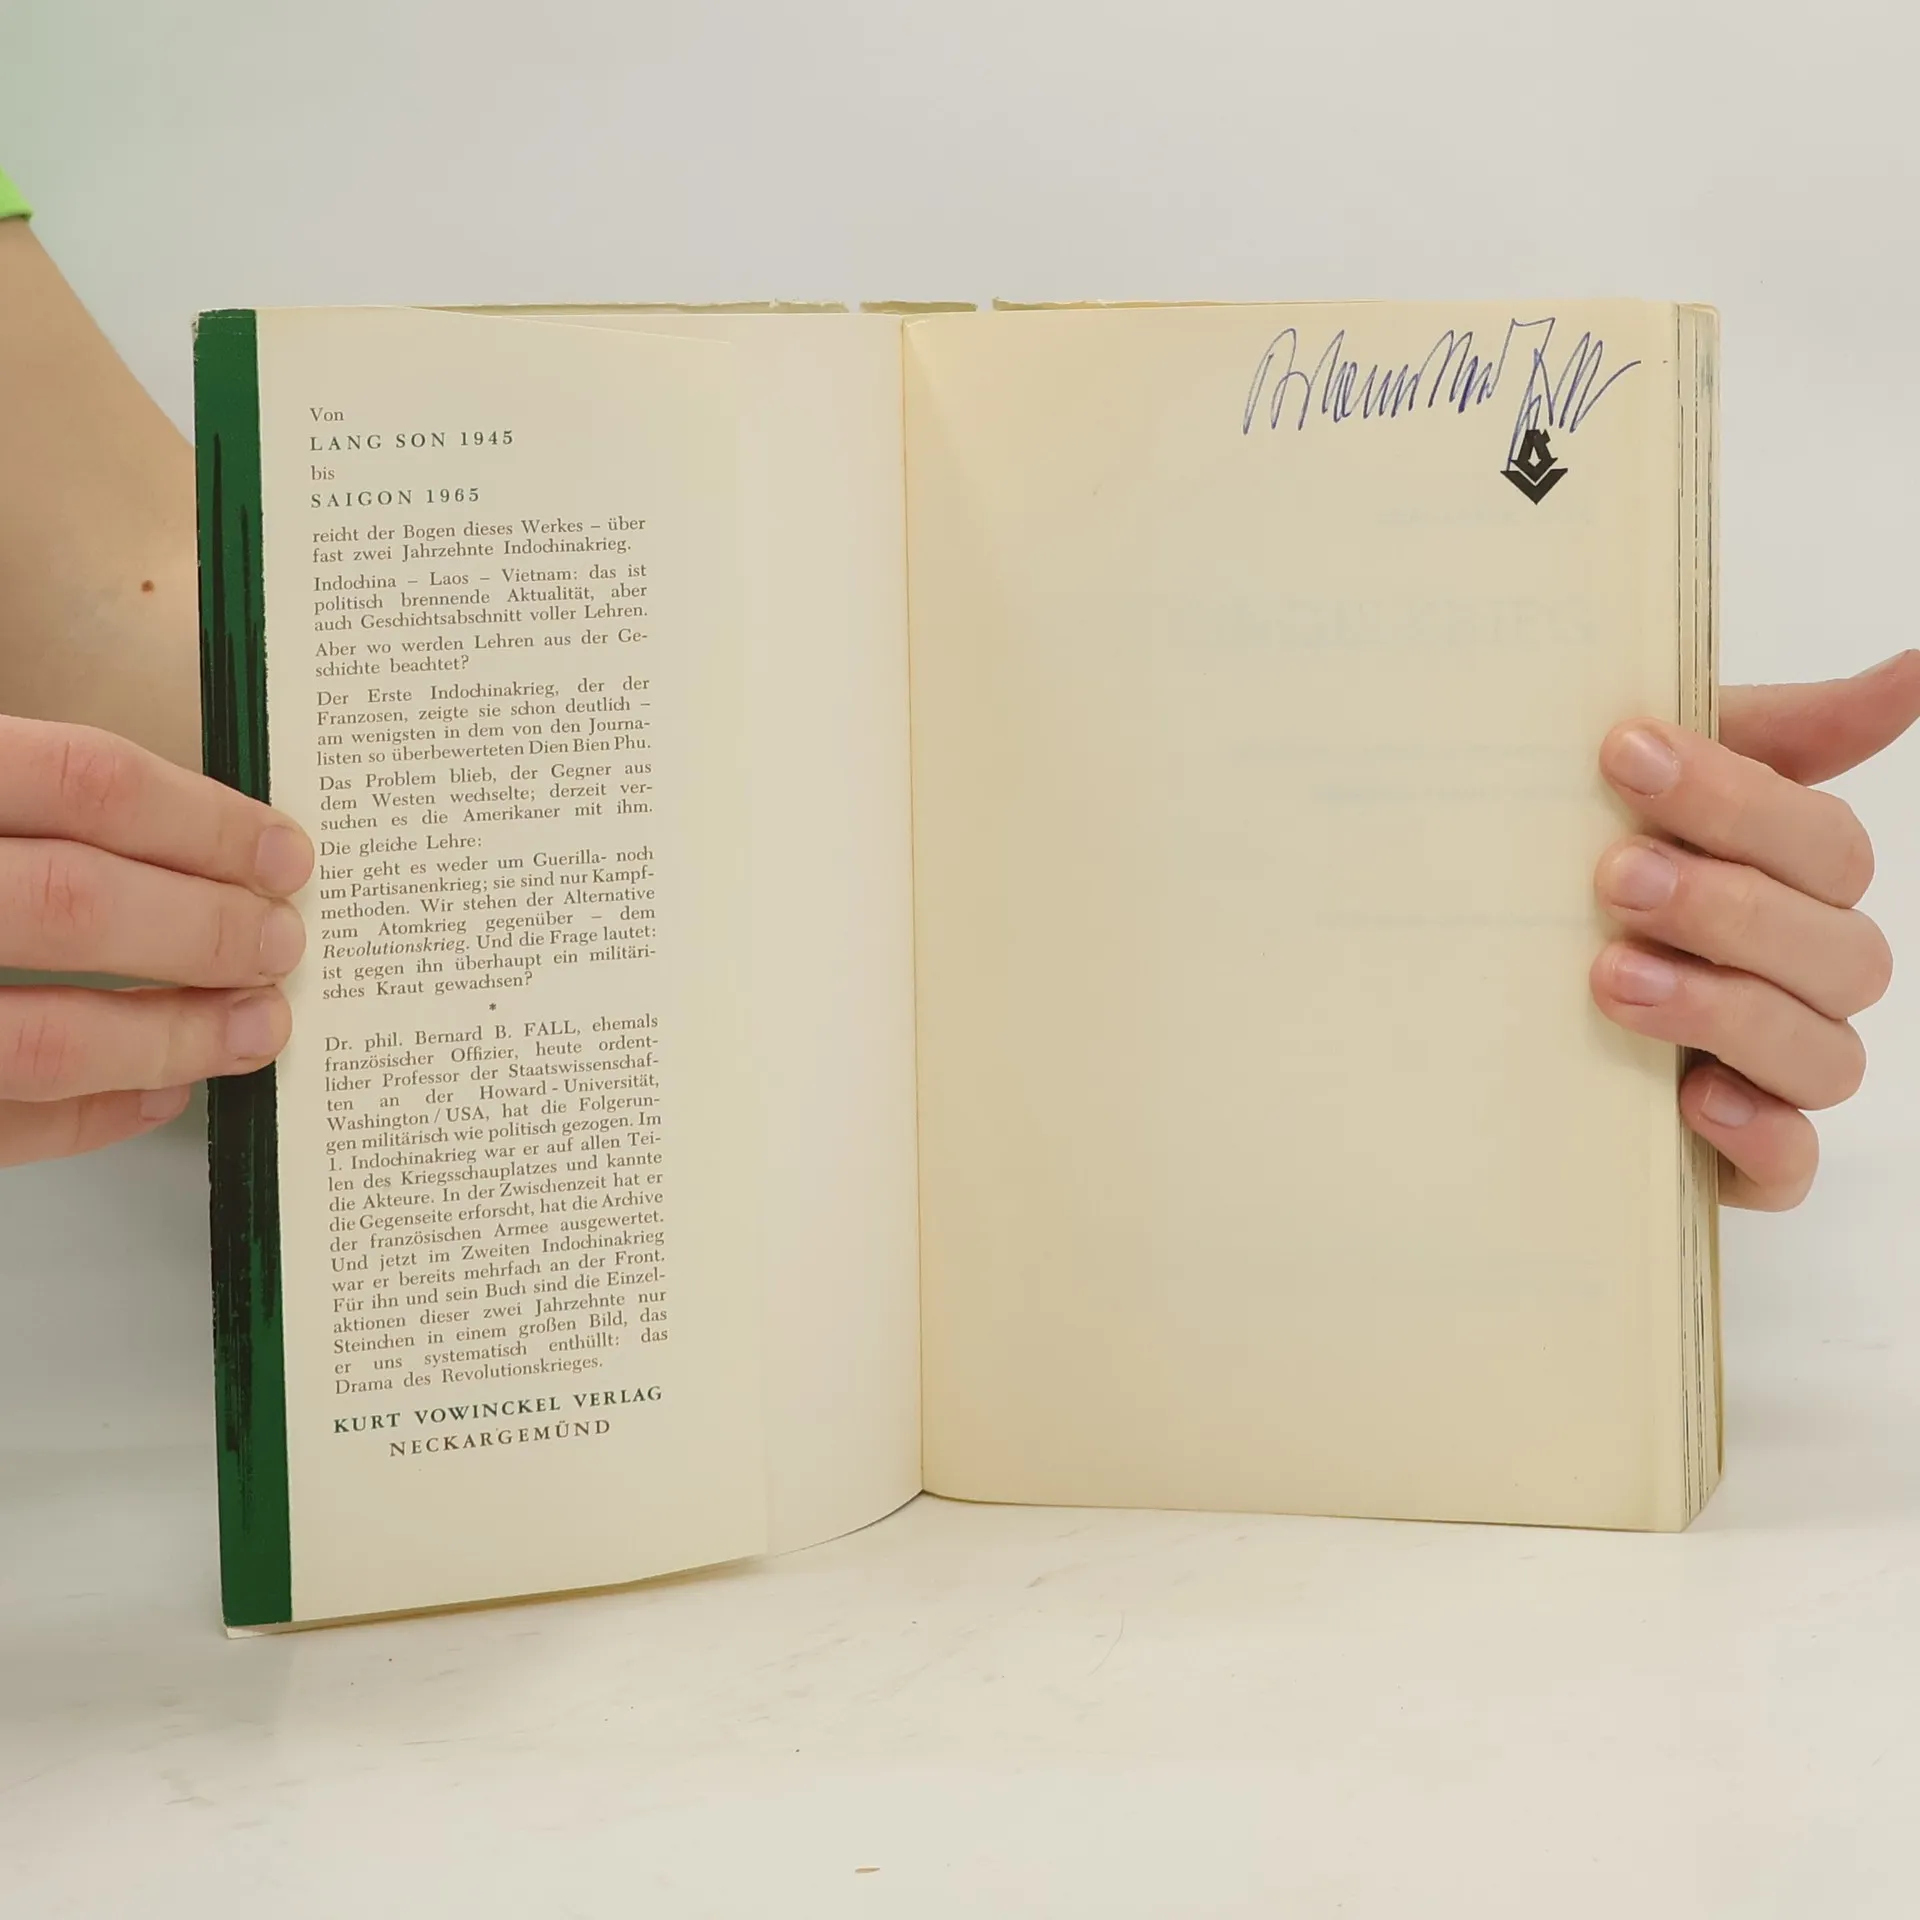 Von
LANG SON 1945
bis
SAIGON 1965
reicht der Bogen dieses Werkes – über
fast zwei Jahrzehnte Indochinakrieg.
Indochina – Laos – Vietnam: das ist
politisch brennende Aktualität, aber
auch Geschichtsabschnitt voller Lehren.
Aber wo werden Lehren aus der Ge-
schichte beachtet?
Der Erste Indochinakrieg, der der
Franzosen, zeigte sie schon deutlich –
am wenigsten in dem von den Journa-
listen so überbewerteten Dien Bien Phu.
Das Problem blieb, der Gegner aus
dem Westen wechselte; derzeit ver-
suchen es die Amerikaner mit ihm.
Die gleiche Lehre:
hier geht es weder um Guerilla- noch
um Partisanenkrieg; sie sind nur Kampf-
methoden. Wir stehen der Alternative
zum Atomkrieg gegenüber – dem
Revolutionskrieg. Und die Frage lautet:
ist gegen ihn überhaupt ein militäri-
sches Kraut gewachsen?
*
Dr. phil. Bernard B. FALL, ehemals
französischer Offizier, heute ordent-
licher Professor der Staatswissenschaf-
ten an der Howard - Universität,
Washington / USA, hat die Folgerun-
gen militärisch wie politisch gezogen. Im
1. Indochinakrieg war er auf allen Tei-
len des Kriegsschauplatzes und kannte
die Akteure. In der Zwischenzeit hat er
die Gegenseite erforscht, hat die Archive
der französischen Armee ausgewertet.
Und jetzt im Zweiten Indochinakrieg
war er bereits mehrfach an der Front.
Für ihn und sein Buch sind die Einzel-
aktionen dieser zwei Jahrzehnte nur
Steinchen in einem großen Bild, das
er uns systematisch enthüllt: das
Drama des Revolutionskrieges.
KURT VOWINCKEL VERLAG
NECKARGEMÜND